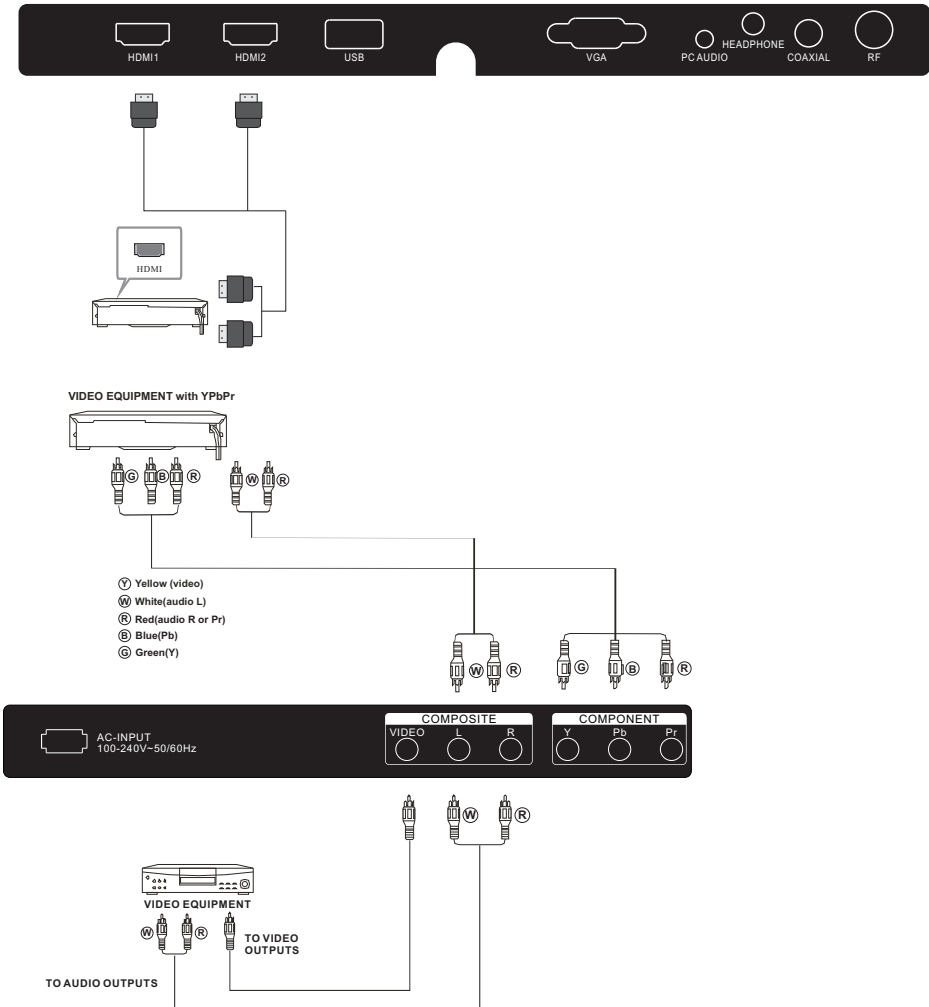 HDMI1 HDMI2 USB VGA PC AUDIO HEADPHONE COAXIAL RF
HDMI
VIDEO EQUIPMENT with YPbPr
G B R W R
Y Yellow (video)
W White(audio L)
R Red(audio R or Pr)
B Blue(Pb)
G Green(Y)
W R G B R
AC-INPUT
100-240V~50/60Hz
COMPOSITE
VIDEO L R
COMPONENT
Y Pb Pr
W R
VIDEO EQUIPMENT
W R
TO VIDEO
OUTPUTS
TO AUDIO OUTPUTS